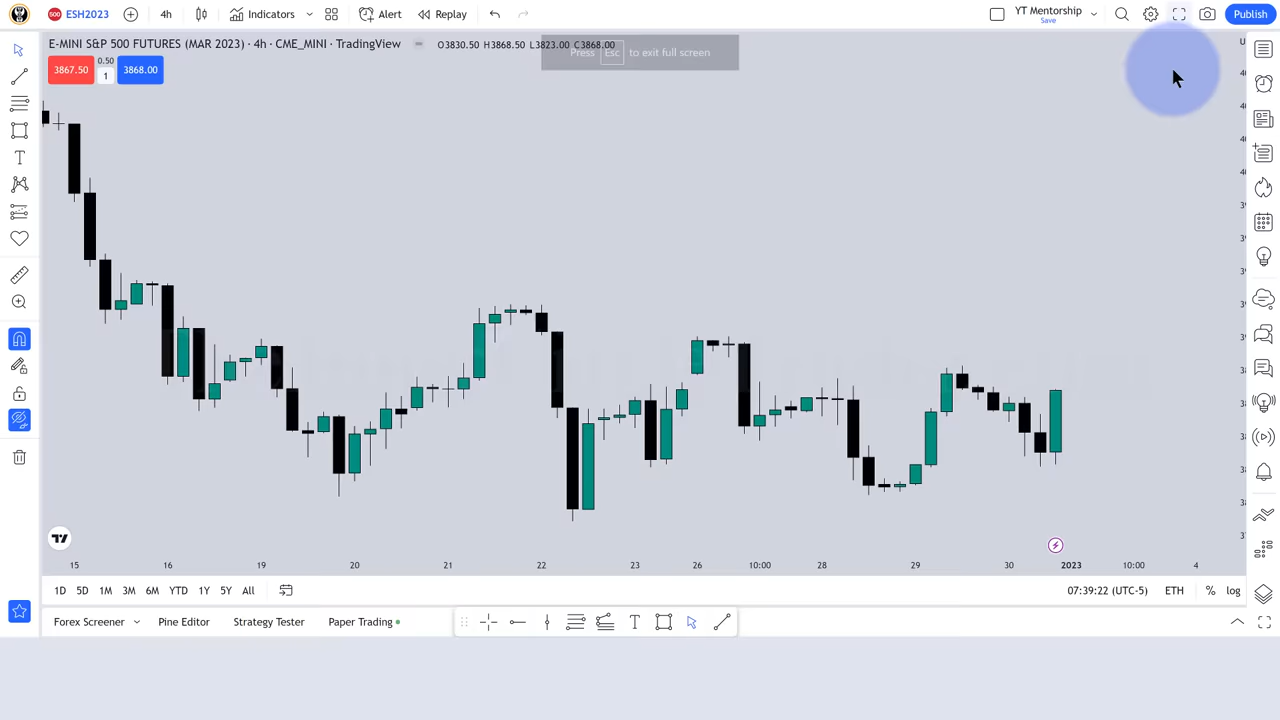 500 ESH2023 4h Indicators Alert Replay YT Mentorship Save Publish
E-MINI S&P 500 FUTURES (MAR 2023) · 4h · CME_MINI · TradingView O3830.50 H3868.50 L3823.00 C3868.00
Press Esc to exit full screen
3867.50 0.50 1 3868.00
15 16 19 20 21 22 23 26 10:00 28 29 30 2023 10:00 4
1D 5D 1M 3M 6M YTD 1Y 5Y All 07:39:22 (UTC-5) ETH % log
Forex Screener Pine Editor Strategy Tester Paper Trading